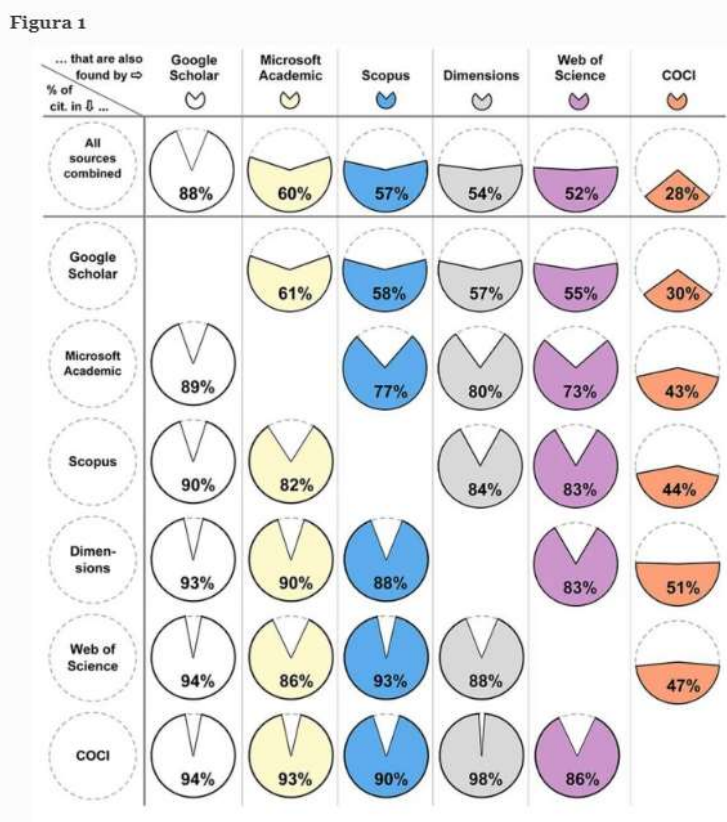 Figura 1
... that are also
found by ⇨
% of
cit. in ⇩ ...
Google
Scholar
Microsoft
Academic
Scopus
Dimensions
Web of
Science
COCI
All
sources
combined
88%
60%
57%
54%
52%
28%
Google
Scholar
61%
58%
57%
55%
30%
Microsoft
Academic
89%
77%
80%
73%
43%
Scopus
90%
82%
84%
83%
44%
Dimen-
sions
93%
90%
88%
83%
51%
Web of
Science
94%
86%
93%
88%
47%
COCI
94%
93%
90%
98%
86%